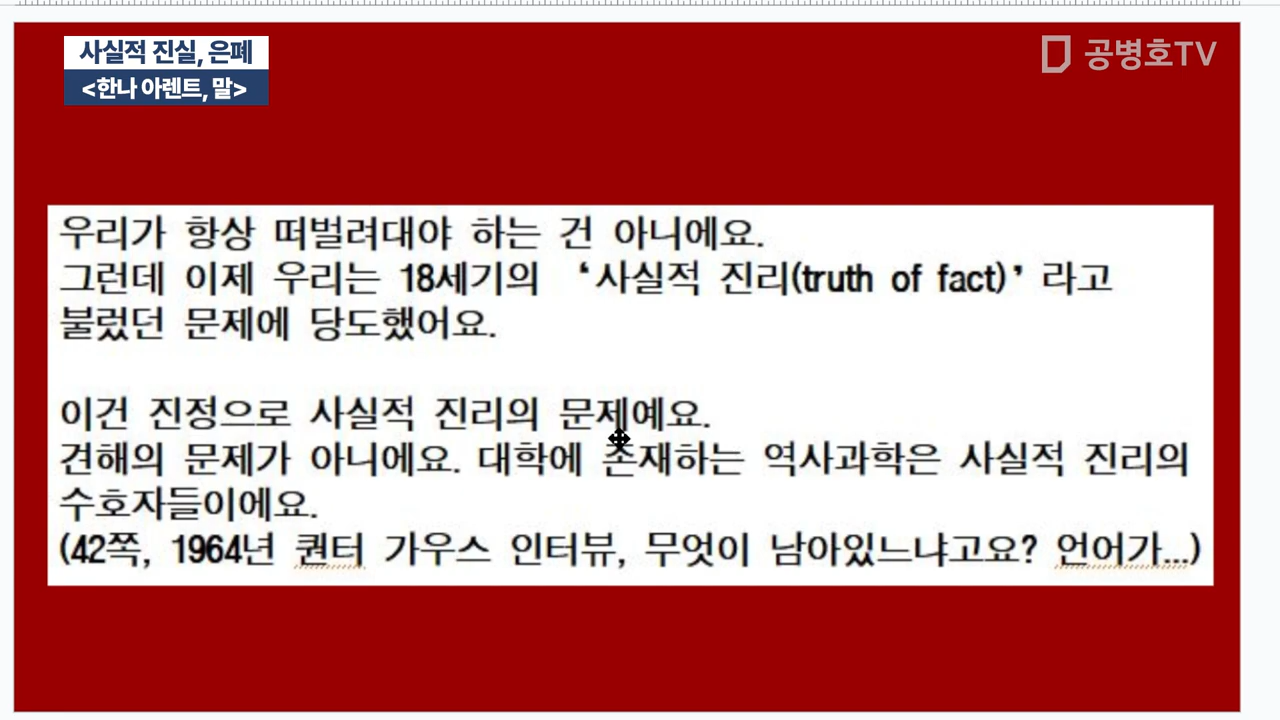 사실적 진실, 은폐
<한나 아렌트, 말>
공병호TV
우리가 항상 떠벌려대야 하는 건 아니에요.
그런데 이제 우리는 18세기의 ‘사실적 진리(truth of fact)’라고
불렀던 문제에 당도했어요.
이건 진정으로 사실적 진리의 문제예요.
견해의 문제가 아니에요. 대학에 존재하는 역사과학은 사실적 진리의
수호자들이에요.
(42쪽, 1964년 퀀터 가우스 인터뷰, 무엇이 남아있느냐고요? 언어가...)